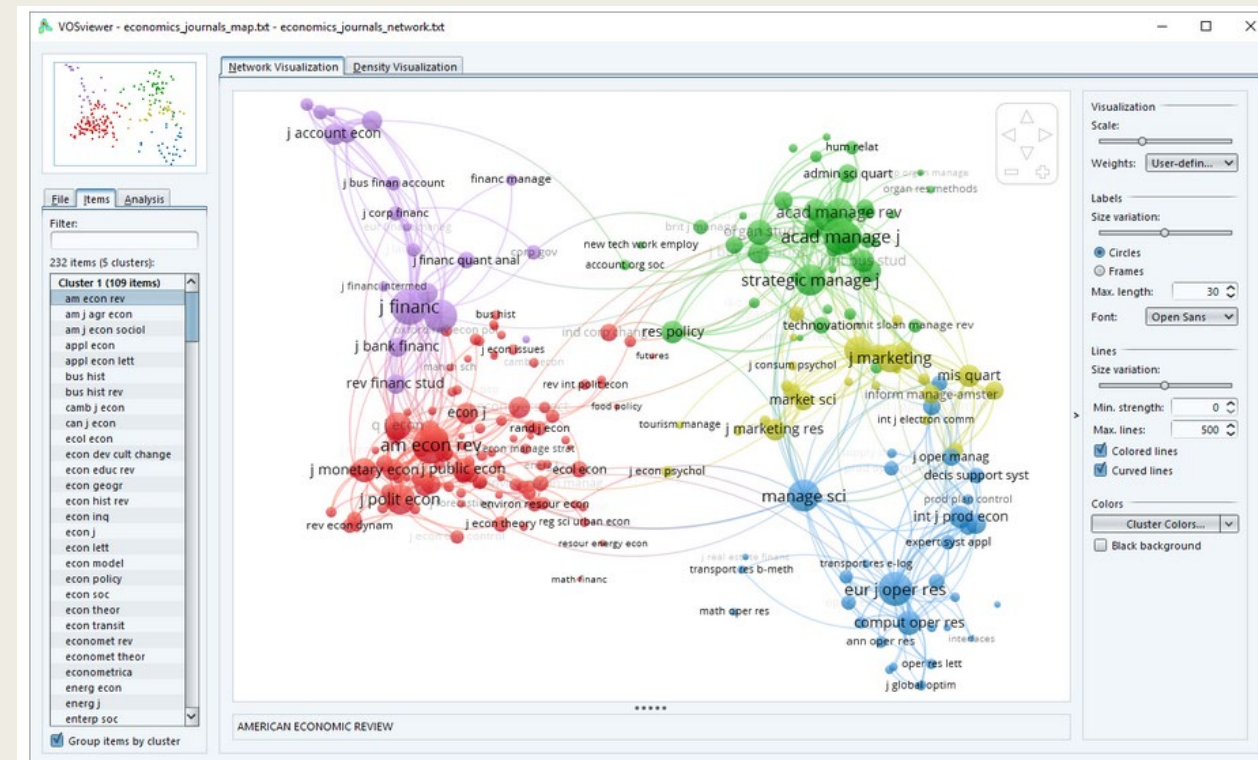 VOSviewer - economics_journals_map.txt - economics_journals_network.txt
Network Visualization
Density Visualization
File
Items
Analysis
Filter:
232 items (5 clusters):
Cluster 1 (109 items)
am econ rev
am j agr econ
am j econ sociol
appl econ
appl econ lett
bus hist
bus hist rev
camb j econ
can j econ
ecol econ
econ dev cult change
econ educ rev
econ geogr
econ hist rev
econ inq
econ j
econ lett
econ model
econ policy
econ soc
econ theor
econ transit
economet rev
economet theor
econometrica
energ econ
energ j
enterp soc
Group items by cluster
j account econ
j bus finan account
financ manage
j corp financ
j financ quant anal
corp gov
j financ intermed
j financ
bus hist
j bank financ
j econ issues
rev financ stud
rev int polit econ
econ j
q j econ
rand j econ
am econ rev
econ manage strat
j monetary econ
j public econ
ecol econ
j polit econ
environ resour econ
rev econ dynam
j econ theory
reg sci urban econ
resour energy econ
math financ
hum relat
admin sci quart
organ res methods
acad manage rev
brit j manage
organ stud
acad manage j
new tech work employ
account org soc
strategic manage j
ind corp change
res policy
technovation
mit sloan manage rev
futures
j consum psychol
j marketing
mis quart
food policy
market sci
inform manage-amster
tourism manage
j marketing res
int j electron comm
j econ psychol
j oper manag
decis support syst
manage sci
prod plan control
int j prod econ
expert syst appl
j real estate financ
transport res b-meth
transport res e-log
eur j oper res
math oper res
comput oper res
ann oper res
interfaces
oper res lett
j global optim
AMERICAN ECONOMIC REVIEW
Visualization
Scale:
Weights: User-defin...
Labels
Size variation:
Circles
Frames
Max. length: 30
Font: Open Sans
Lines
Size variation:
Min. strength: 0
Max. lines: 500
Colored lines
Curved lines
Colors
Cluster Colors...
Black background